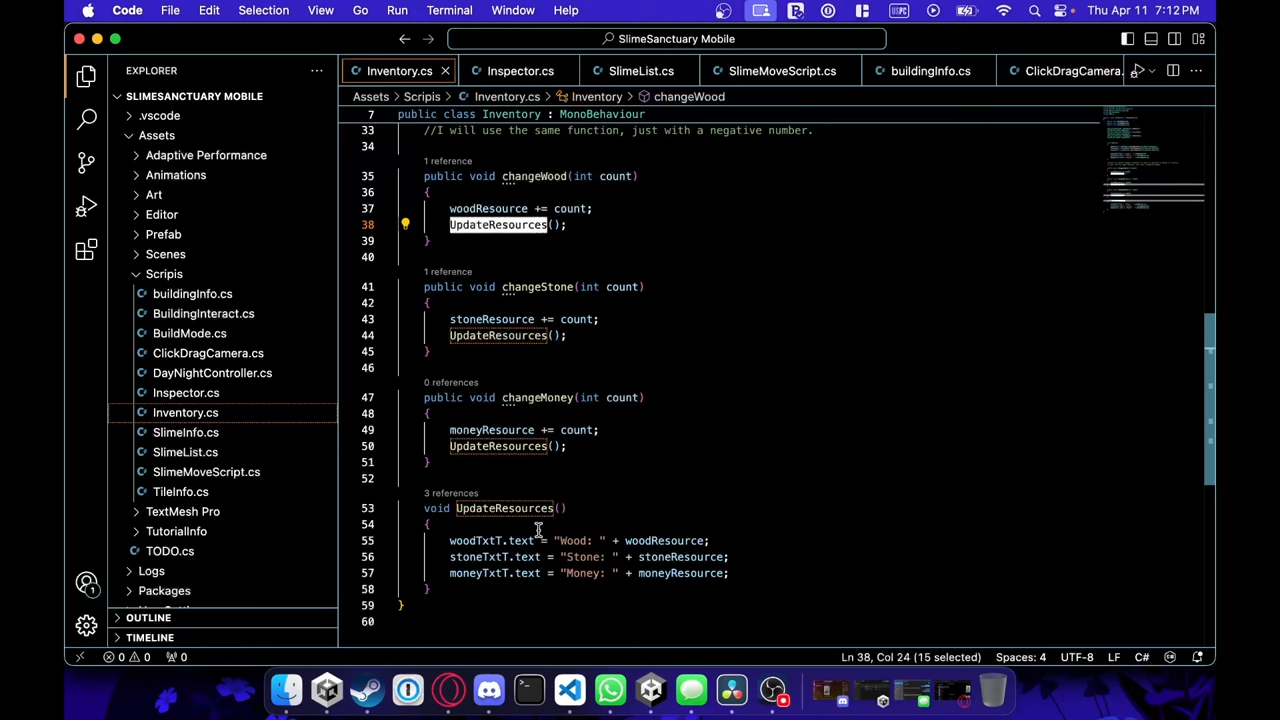 Code File Edit Selection View Go Run Terminal Window Help Thu Apr 11 7:12 PM
SlimeSanctuary Mobile
EXPLORER
SLIMESANCTUARY MOBILE
.vscode
Assets
Adaptive Performance
Animations
Art
Editor
Prefab
Scenes
Scripis
buildingInfo.cs
BuildingInteract.cs
BuildMode.cs
ClickDragCamera.cs
DayNightController.cs
Inspector.cs
Inventory.cs
SlimeInfo.cs
SlimeList.cs
SlimeMoveScript.cs
TileInfo.cs
TextMesh Pro
TutorialInfo
TODO.cs
Logs
Packages
OUTLINE
TIMELINE
Inventory.cs Inspector.cs SlimeList.cs SlimeMoveScript.cs buildingInfo.cs ClickDragCamera.
Assets > Scripis > Inventory.cs > Inventory > changeWood
7 public class Inventory : MonoBehaviour
33 //I will use the same function, just with a negative number.
34
1 reference
35 public void changeWood(int count)
36 {
37 woodResource += count;
38 UpdateResources();
39 }
40
1 reference
41 public void changeStone(int count)
42 {
43 stoneResource += count;
44 UpdateResources();
45 }
46
0 references
47 public void changeMoney(int count)
48 {
49 moneyResource += count;
50 UpdateResources();
51 }
52
3 references
53 void UpdateResources()
54 {
55 woodTxtT.text = "Wood: " + woodResource;
56 stoneTxtT.text = "Stone: " + stoneResource;
57 moneyTxtT.text = "Money: " + moneyResource;
58 }
59 }
60
0 0 0 Ln 38, Col 24 (15 selected) Spaces: 4 UTF-8 LF C#